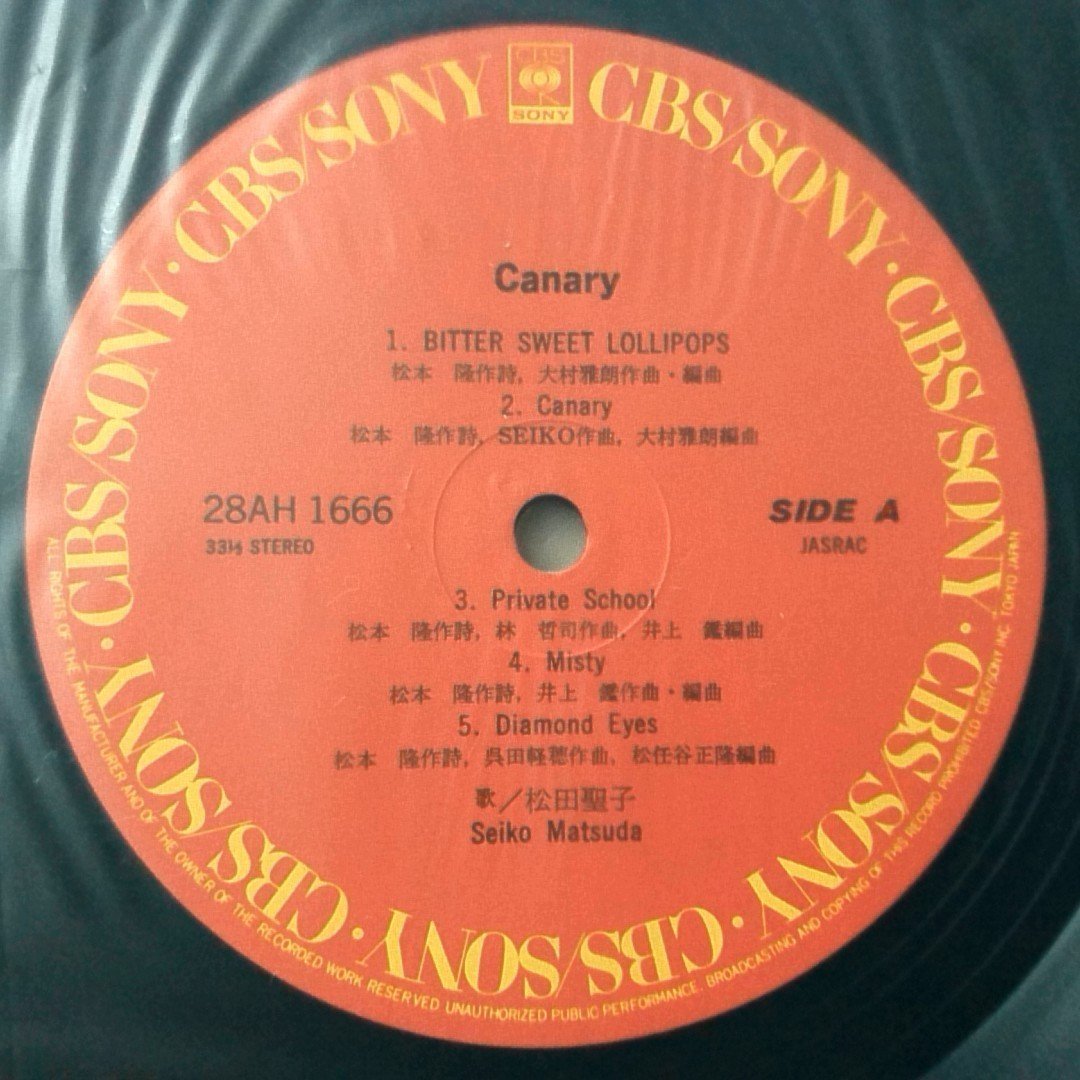 CBS
SONY
CBS/SONY · CBS/SONY · CBS/SONY · CBS/SONY · CBS/SONY · CBS/SONY · CBS/SONY · CBS/SONY
Canary
1. BITTER SWEET LOLLIPOPS
松本 隆作詩, 大村雅朗作曲・編曲
2. Canary
松本 隆作詩, SEIKO作曲, 大村雅朗編曲
28AH 1666
33⅓ STEREO
SIDE A
JASRAC
3. Private School
松本 隆作詩, 林 哲司作曲, 井上 鑑編曲
4. Misty
松本 隆作詩, 井上 鑑作曲・編曲
5. Diamond Eyes
松本 隆作詩, 呉田軽穂作曲, 松任谷正隆編曲
歌／松田聖子
Seiko Matsuda
ALL RIGHTS OF THE MANUFACTURER AND OF THE OWNER OF THE RECORDED WORK RESERVED UNAUTHORIZED PUBLIC PERFORMANCE, BROADCASTING AND COPYING OF THIS RECORD PROHIBITED CBS/SONY INC. TOKYO JAPAN